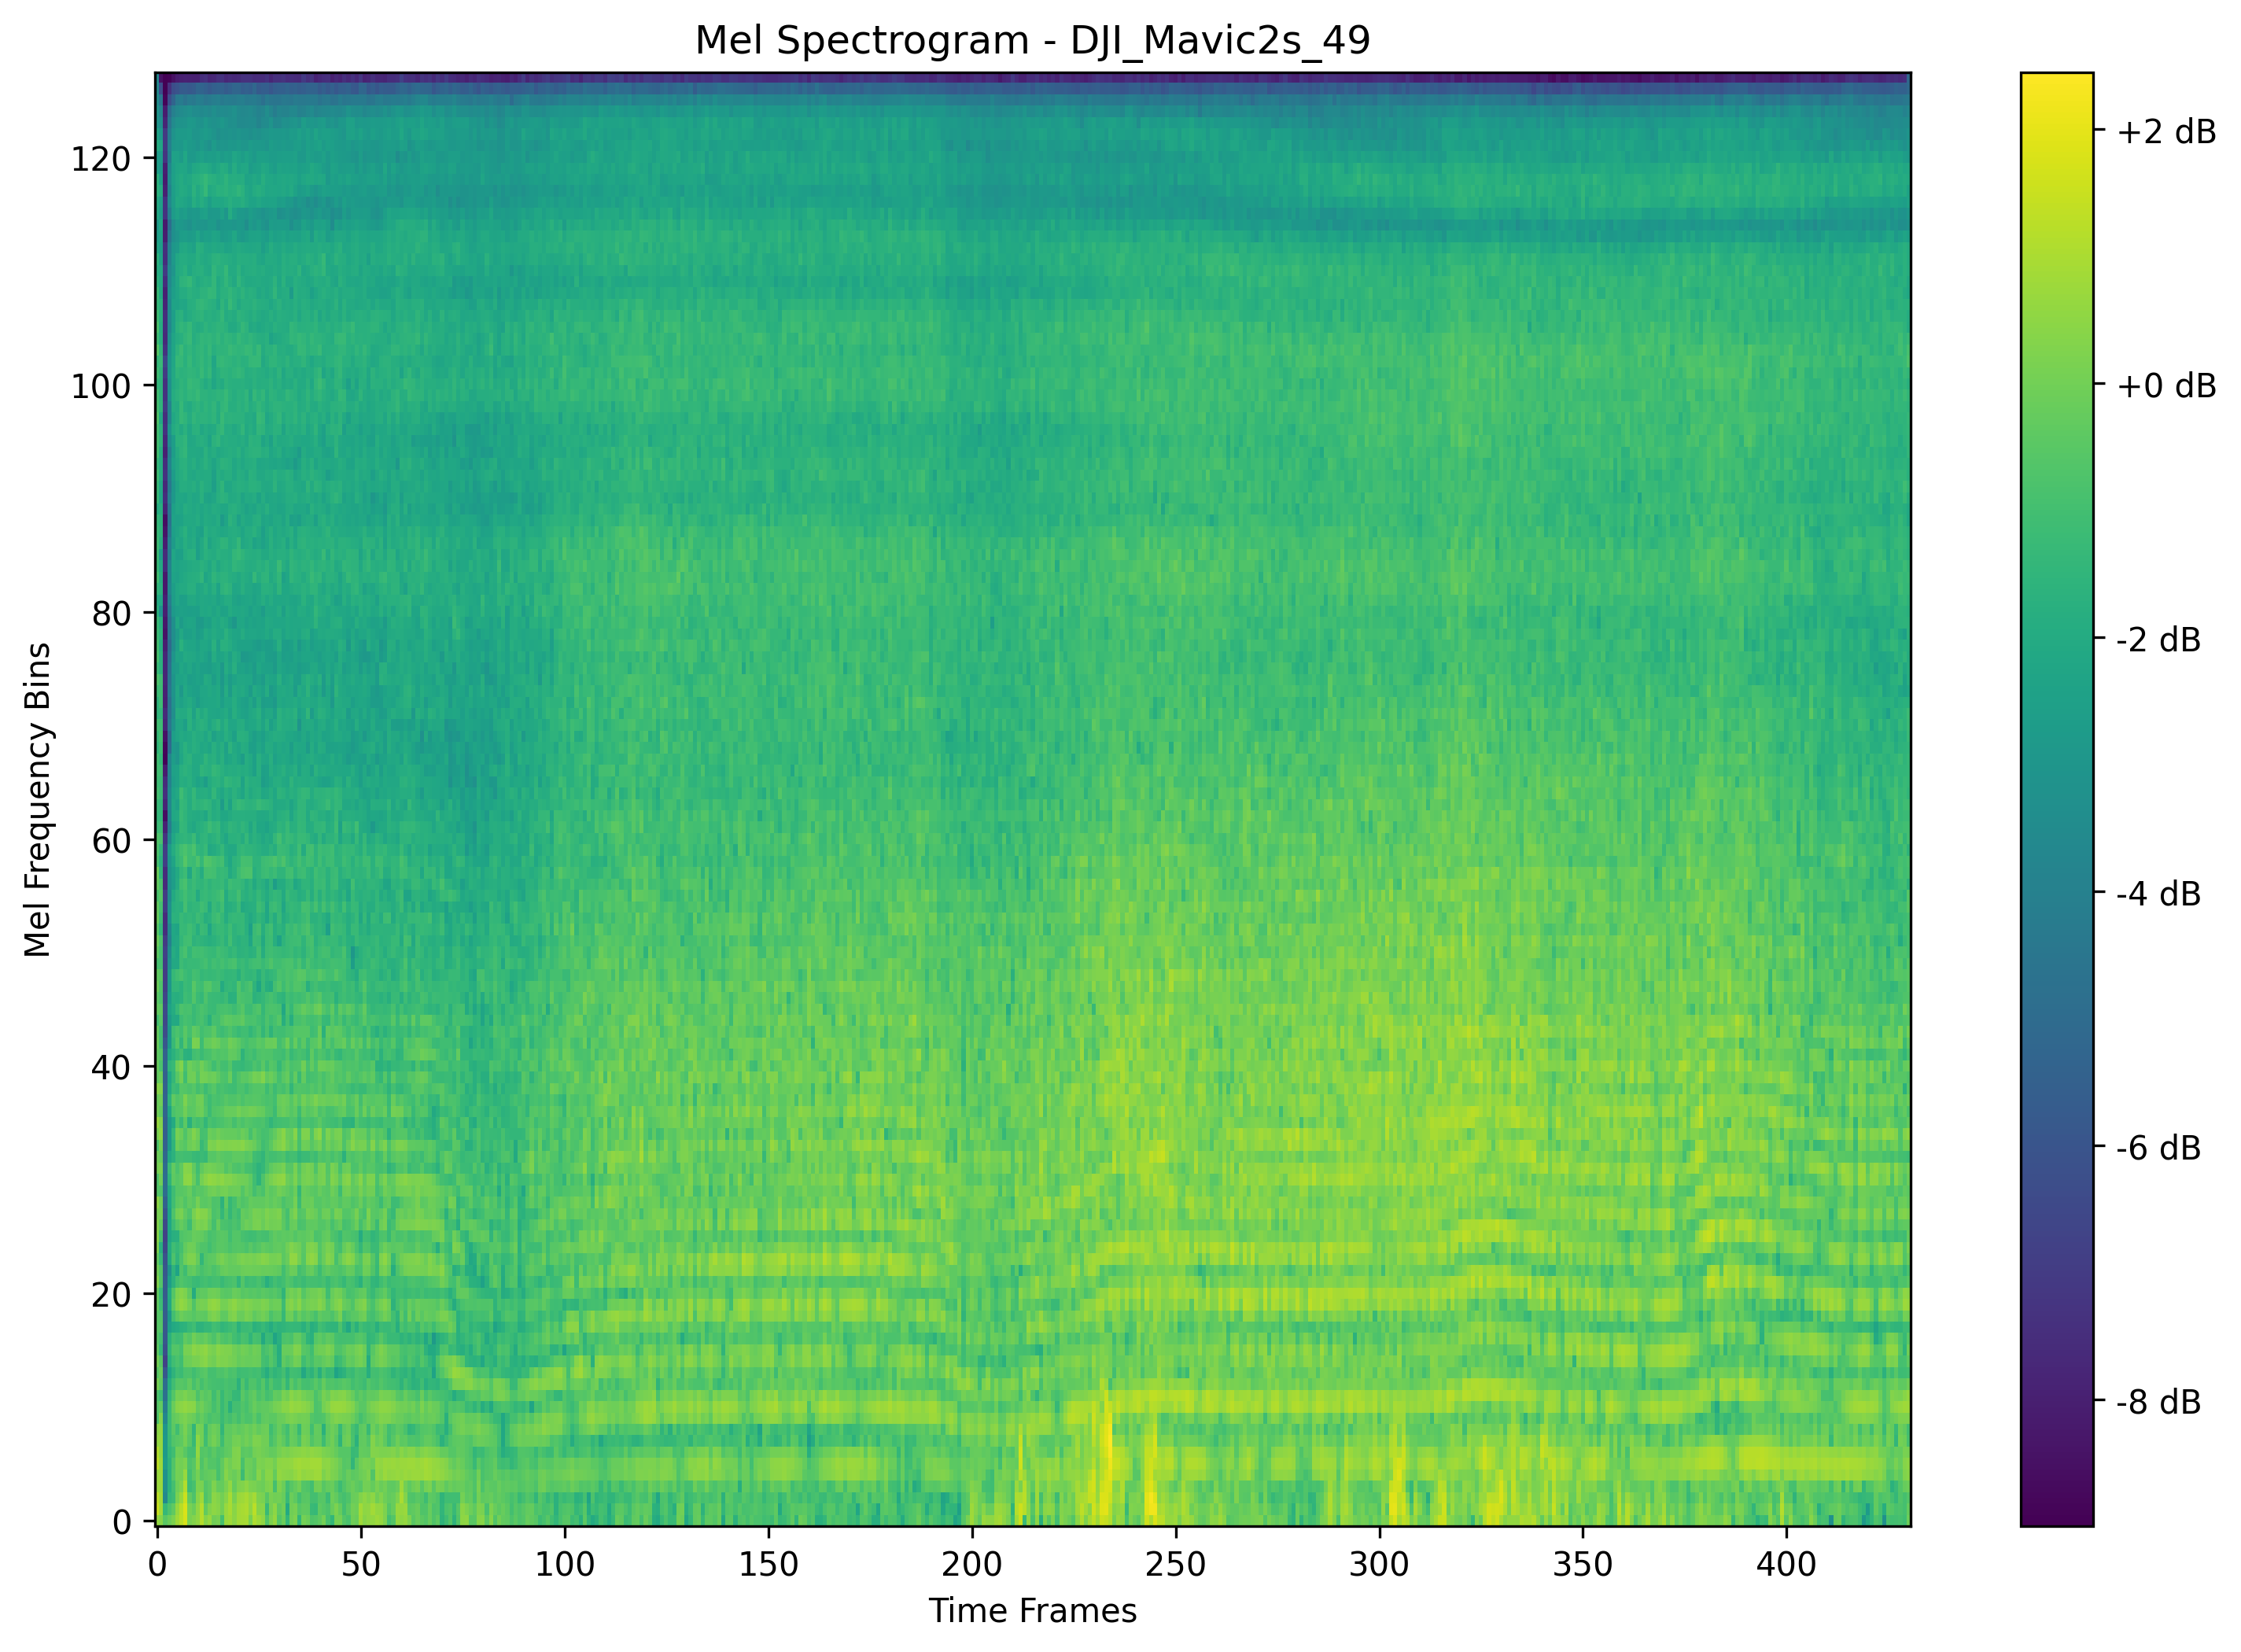 Mel Spectrogram - DJI_Mavic2s_49
Mel Frequency Bins
120
100
80
60
40
20
0
0 50 100 150 200 250 300 350 400
Time Frames
+2 dB
+0 dB
-2 dB
-4 dB
-6 dB
-8 dB